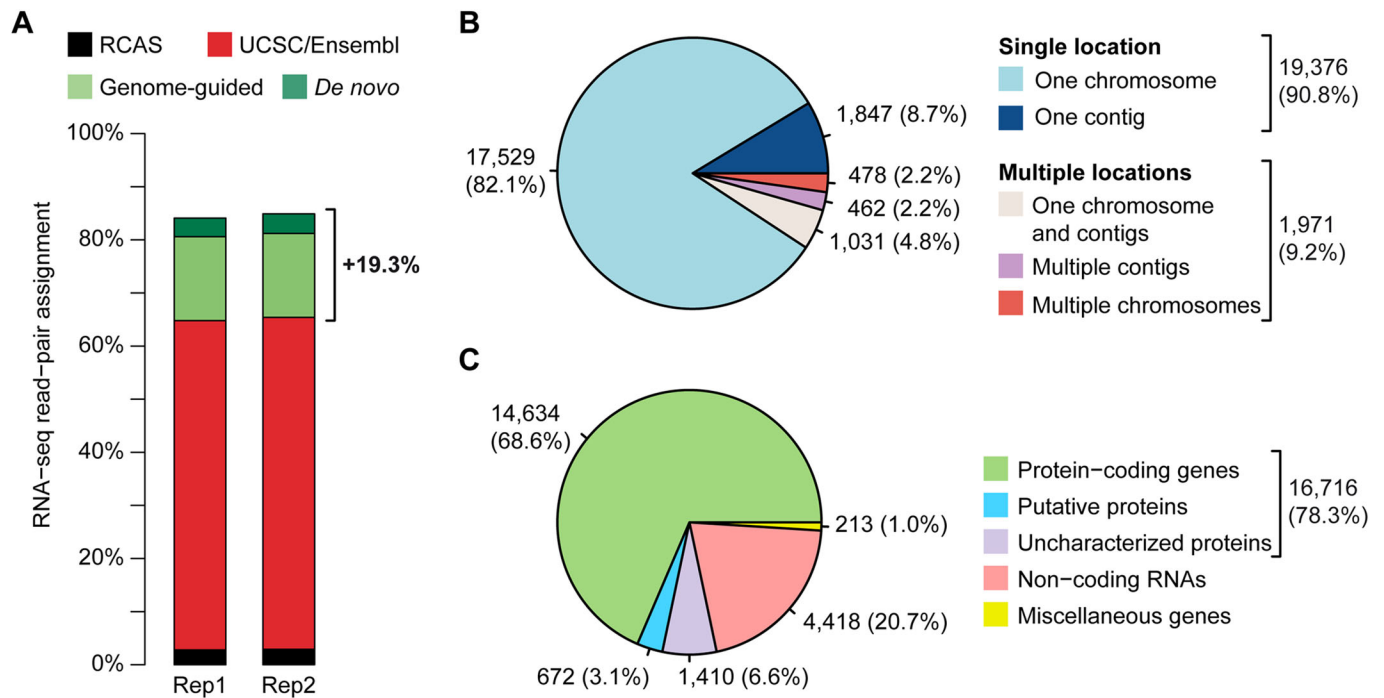 A
RCAS
UCSC/Ensembl
Genome−guided
De novo
RNA−seq read−pair assignment
100%
80%
60%
40%
20%
0%
+19.3%
Rep1
Rep2
B
17,529
(82.1%)
1,847 (8.7%)
478 (2.2%)
462 (2.2%)
1,031 (4.8%)
Single location
One chromosome
One contig
19,376
(90.8%)
Multiple locations
One chromosome
and contigs
Multiple contigs
Multiple chromosomes
1,971
(9.2%)
C
14,634
(68.6%)
213 (1.0%)
4,418 (20.7%)
1,410 (6.6%)
672 (3.1%)
Protein−coding genes
Putative proteins
Uncharacterized proteins
Non−coding RNAs
Miscellaneous genes
16,716
(78.3%)